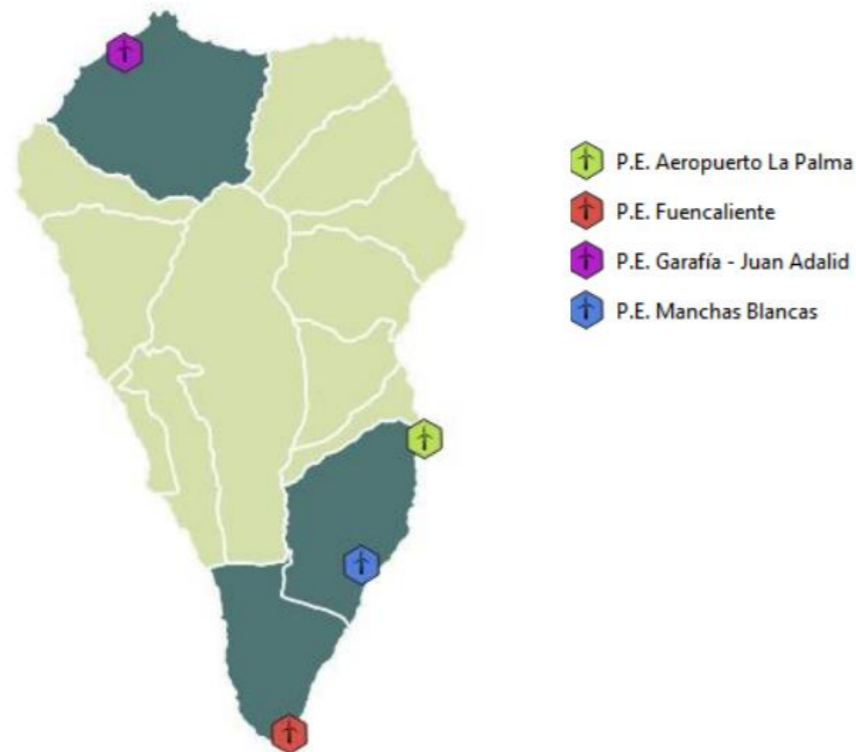 P.E. Aeropuerto La Palma
P.E. Fuencaliente
P.E. Garafía - Juan Adalid
P.E. Manchas Blancas